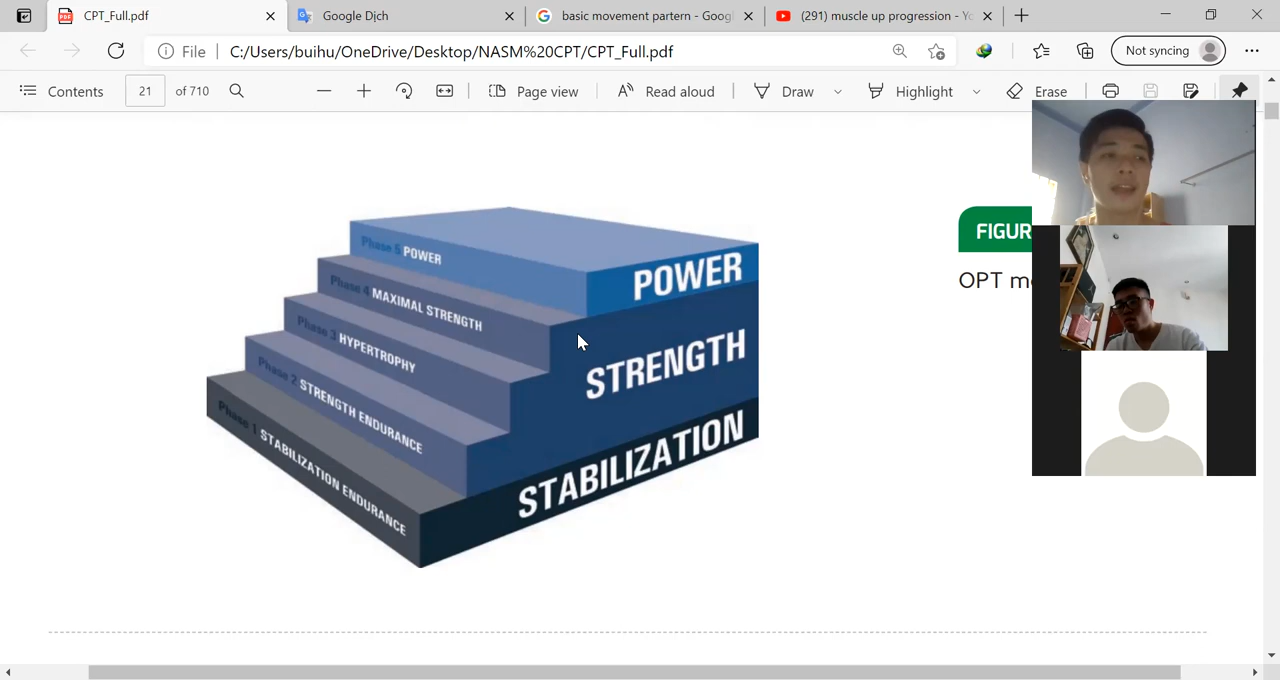 CPT_Full.pdf
Google Dịch
basic movement partern - Googl
(291) muscle up progression - Yo
File
C:/Users/buihu/OneDrive/Desktop/NASM%20CPT/CPT_Full.pdf
Not syncing
Contents
21
of 710
Page view
Read aloud
Draw
Highlight
Erase
Phase 5 POWER
POWER
Phase 4 MAXIMAL STRENGTH
Phase 3 HYPERTROPHY
STRENGTH
Phase 2 STRENGTH ENDURANCE
Phase 1 STABILIZATION ENDURANCE
STABILIZATION
FIGUR
OPT mo